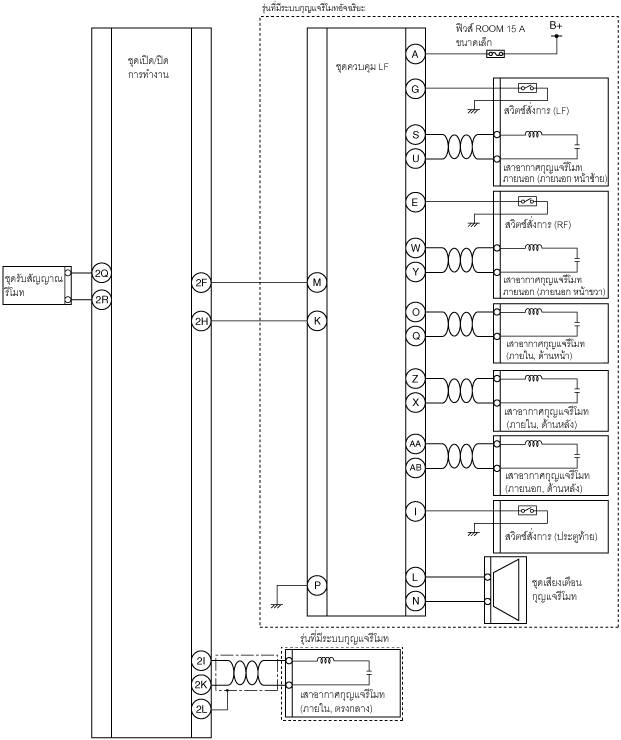 รุ่นที่มีระบบกุญแจรีโมทอัจฉริยะ
ชุดเปิด/ปิด
การทำงาน
ชุดควบคุม LF
ฟิวส์ ROOM 15 A
ขนาดเล็ก
B+
A
G
สวิตช์สั่งการ (LF)
S
U
เสาอากาศกุญแจรีโมท
ภายนอก (ภายนอก หน้าซ้าย)
E
สวิตช์สั่งการ (RF)
W
Y
เสาอากาศกุญแจรีโมท
ภายนอก (ภายนอก หน้าขวา)
ชุดรับสัญญาณ
รีโมท
2Q
2R
2F
M
2H
K
O
Q
เสาอากาศกุญแจรีโมท
(ภายใน, ด้านหน้า)
Z
X
เสาอากาศกุญแจรีโมท
(ภายใน, ด้านหลัง)
AA
AB
เสาอากาศกุญแจรีโมท
(ภายนอก, ด้านหลัง)
I
สวิตช์สั่งการ (ประตูท้าย)
P
L
N
ชุดเสียงเตือน
กุญแจรีโมท
รุ่นที่มีระบบกุญแจรีโมท
2I
2K
2L
เสาอากาศกุญแจรีโมท
(ภายใน, ตรงกลาง)